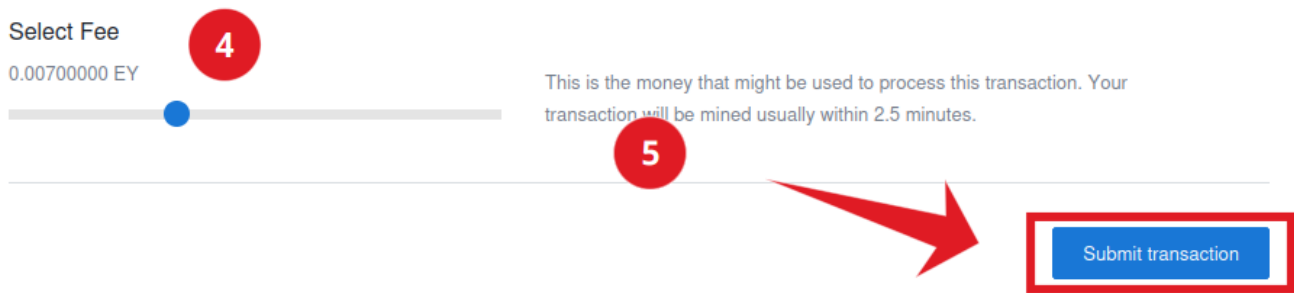 Select Fee
4
0.00700000 EY
This is the money that might be used to process this transaction. Your
transaction will be mined usually within 2.5 minutes.
5
Submit transaction